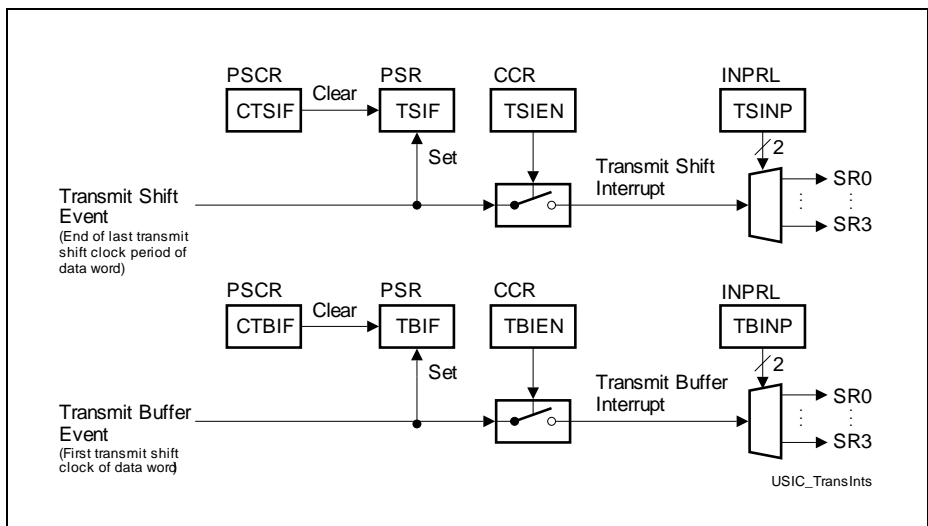 PSCR PSR CCR INPRL
CTSIF Clear TSIF TSIEN TSINP
Set 2
Transmit Shift
Interrupt
SR0
SR3
Transmit Shift
Event
(End of last transmit
shift clock period of
data word)
PSCR PSR CCR INPRL
CTBIF Clear TBIF TBIEN TBINP
Set 2
Transmit Buffer
Interrupt
SR0
SR3
Transmit Buffer
Event
(First transmit shift
clock of data word)
USIC_TransInts